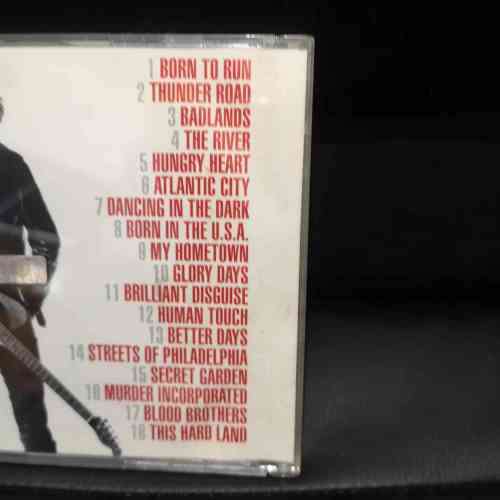 1 BORN TO RUN
2 THUNDER ROAD
3 BADLANDS
4 THE RIVER
5 HUNGRY HEART
6 ATLANTIC CITY
7 DANCING IN THE DARK
8 BORN IN THE U.S.A.
9 MY HOMETOWN
10 GLORY DAYS
11 BRILLIANT DISGUISE
12 HUMAN TOUCH
13 BETTER DAYS
14 STREETS OF PHILADELPHIA
15 SECRET GARDEN
16 MURDER INCORPORATED
17 BLOOD BROTHERS
18 THIS HARD LAND